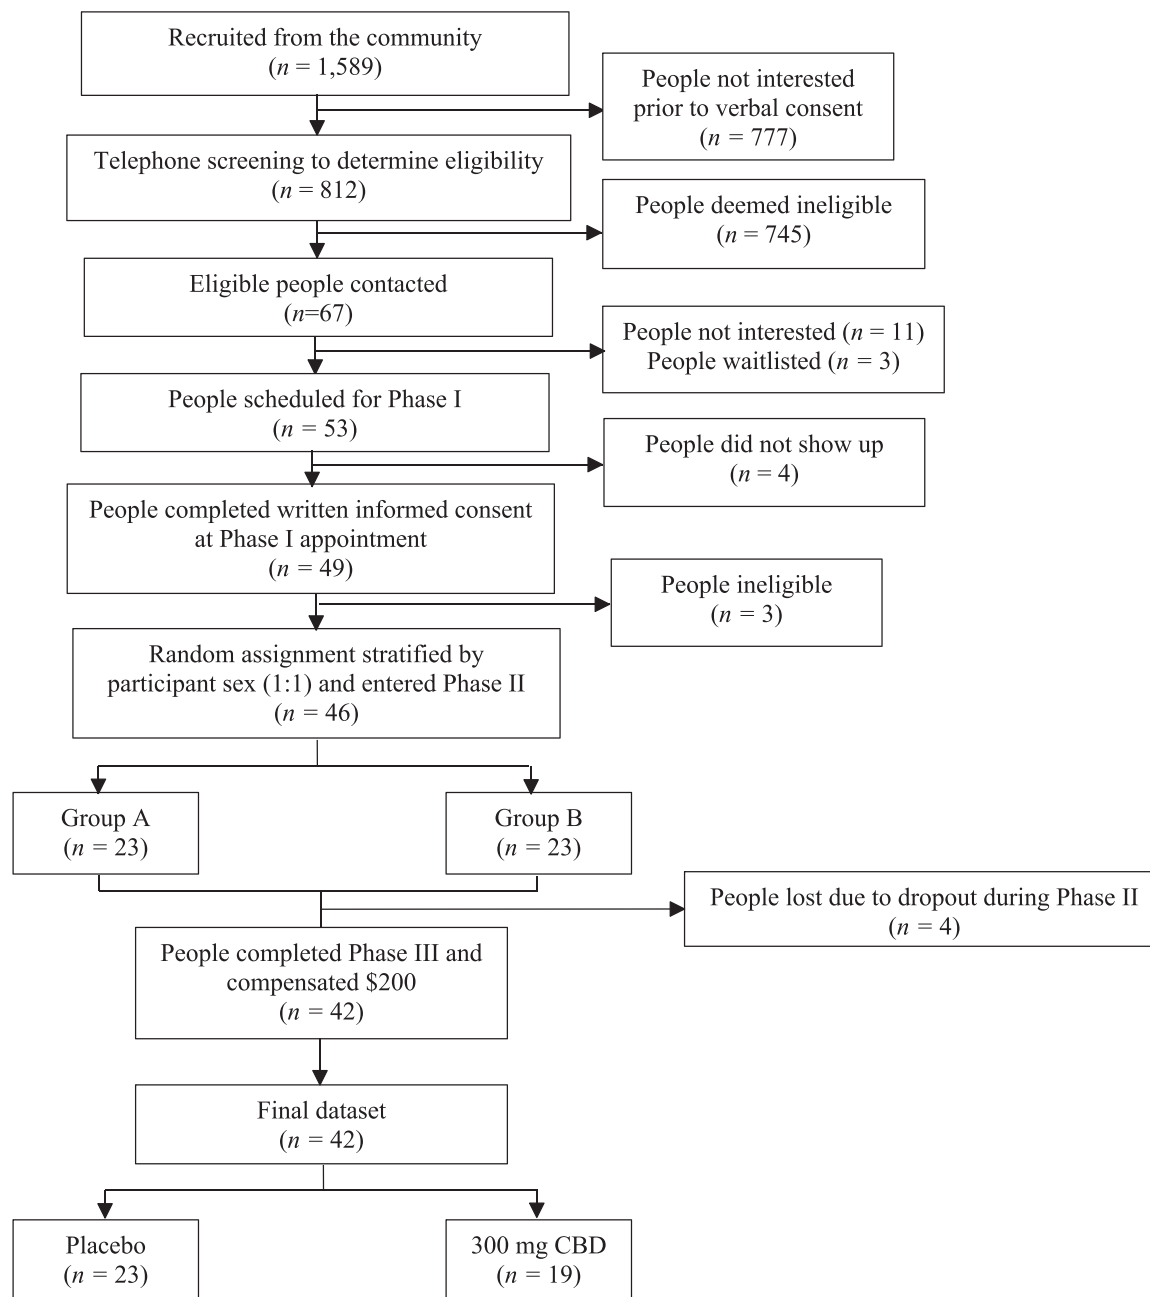 Recruited from the community
(n = 1,589)
People not interested
prior to verbal consent
(n = 777)
Telephone screening to determine eligibility
(n = 812)
People deemed ineligible
(n = 745)
Eligible people contacted
(n=67)
People not interested (n = 11)
People waitlisted (n = 3)
People scheduled for Phase I
(n = 53)
People did not show up
(n = 4)
People completed written informed consent
at Phase I appointment
(n = 49)
People ineligible
(n = 3)
Random assignment stratified by
participant sex (1:1) and entered Phase II
(n = 46)
Group A
(n = 23)
Group B
(n = 23)
People lost due to dropout during Phase II
(n = 4)
People completed Phase III and
compensated $200
(n = 42)
Final dataset
(n = 42)
Placebo
(n = 23)
300 mg CBD
(n = 19)